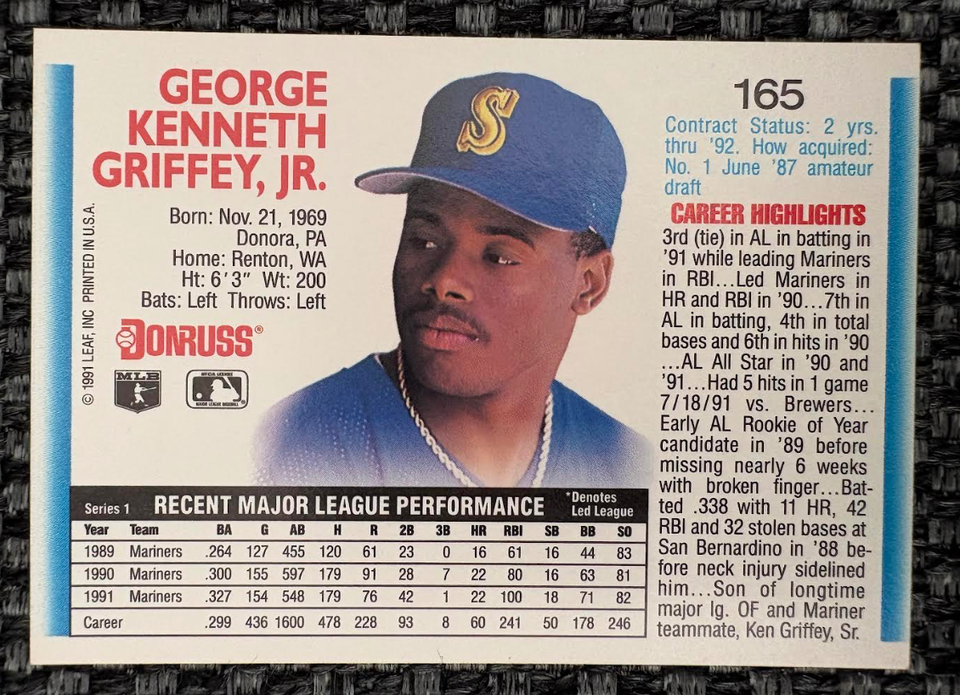 GEORGE
KENNETH
GRIFFEY, JR.
Born: Nov. 21, 1969
Donora, PA
Home: Renton, WA
Ht: 6'3" Wt: 200
Bats: Left Throws: Left
DONRUSS®
MLB
MAJOR LEAGUE BASEBALL
© 1991 LEAF, INC PRINTED IN U.S.A.
S
165
Contract Status: 2 yrs.
thru '92. How acquired:
No. 1 June '87 amateur
draft
CAREER HIGHLIGHTS
3rd (tie) in AL in batting in
'91 while leading Mariners
in RBI...Led Mariners in
HR and RBI in '90...7th in
AL in batting, 4th in total
bases and 6th in hits in '90
...AL All Star in '90 and
'91...Had 5 hits in 1 game
7/18/91 vs. Brewers...
Early AL Rookie of Year
candidate in '89 before
missing nearly 6 weeks
with broken finger...Bat-
ted .338 with 11 HR, 42
RBI and 32 stolen bases at
San Bernardino in '88 be-
fore neck injury sidelined
him...Son of longtime
major lg. OF and Mariner
teammate, Ken Griffey, Sr.
Series 1 RECENT MAJOR LEAGUE PERFORMANCE *Denotes
Led League
Year Team BA G AB H R 2B 3B HR RBI SB BB SO
1989 Mariners .264 127 455 120 61 23 0 16 61 16 44 83
1990 Mariners .300 155 597 179 91 28 7 22 80 16 63 81
1991 Mariners .327 154 548 179 76 42 1 22 100 18 71 82
Career .299 436 1600 478 228 93 8 60 241 50 178 246